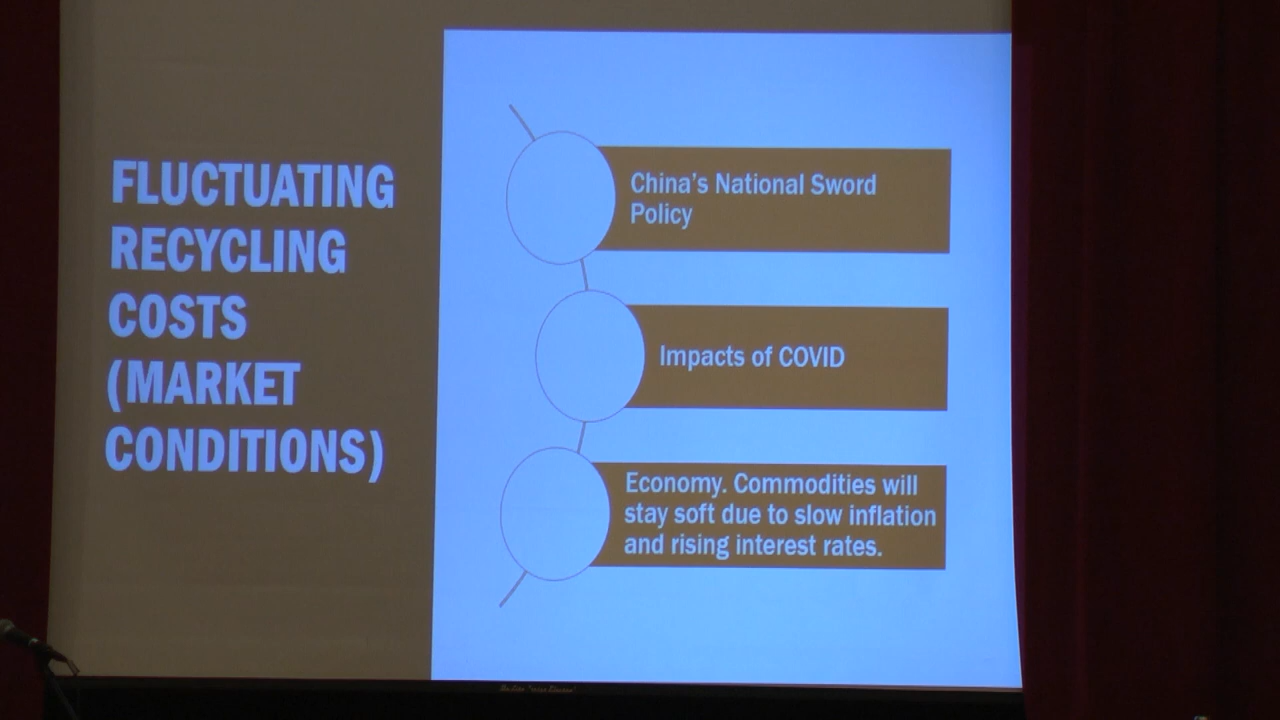 FLUCTUATING
RECYCLING
COSTS
(MARKET
CONDITIONS)
China's National Sword
Policy
Impacts of COVID
Economy. Commodities will
stay soft due to slow inflation
and rising interest rates.